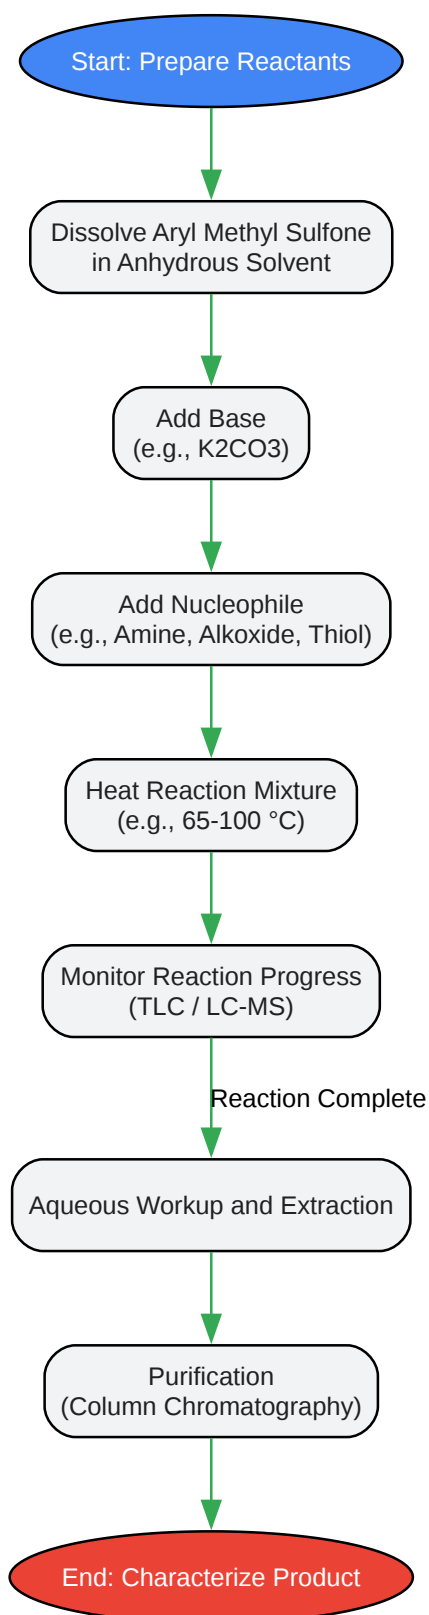 Start: Prepare Reactants
Dissolve Aryl Methyl Sulfone
in Anhydrous Solvent
Add Base
(e.g., K2CO3)
Add Nucleophile
(e.g., Amine, Alkoxide, Thiol)
Heat Reaction Mixture
(e.g., 65-100 °C)
Monitor Reaction Progress
(TLC / LC-MS)
Reaction Complete
Aqueous Workup and Extraction
Purification
(Column Chromatography)
End: Characterize Product